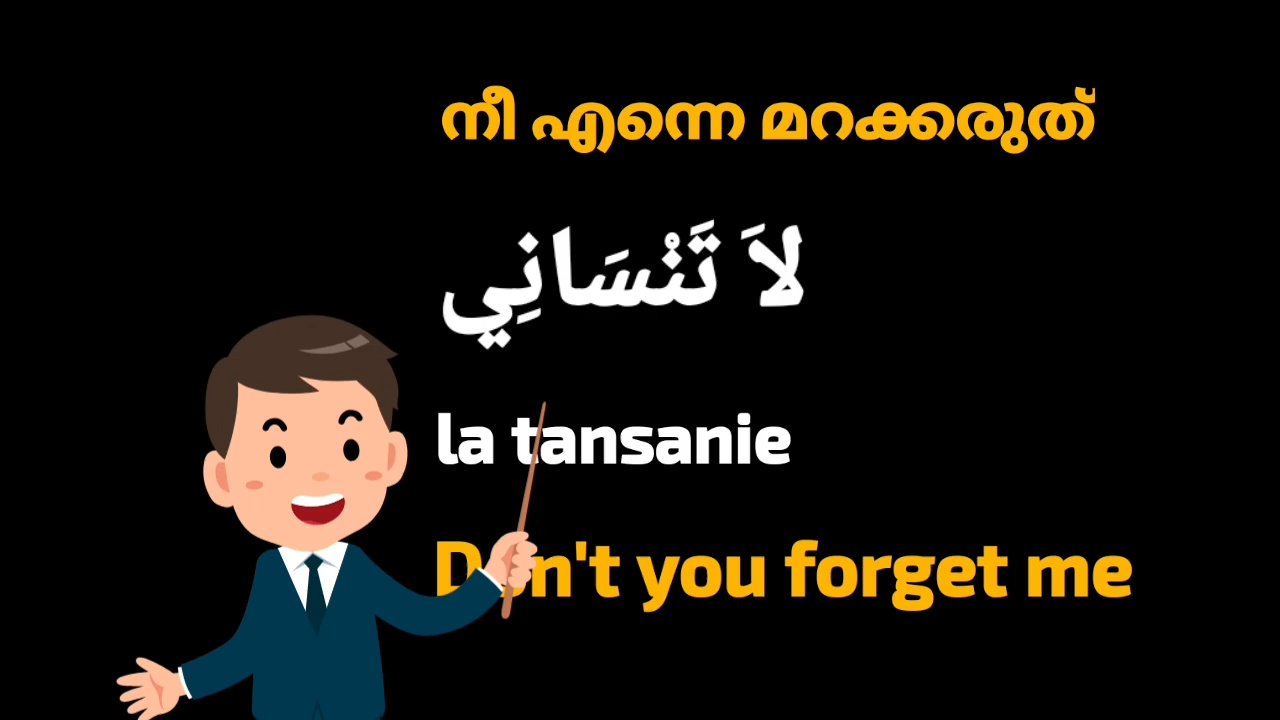 നീ എന്നെ മറക്കരുത്
لاَ تَنْسَانِي
la tansanie
Don't you forget me